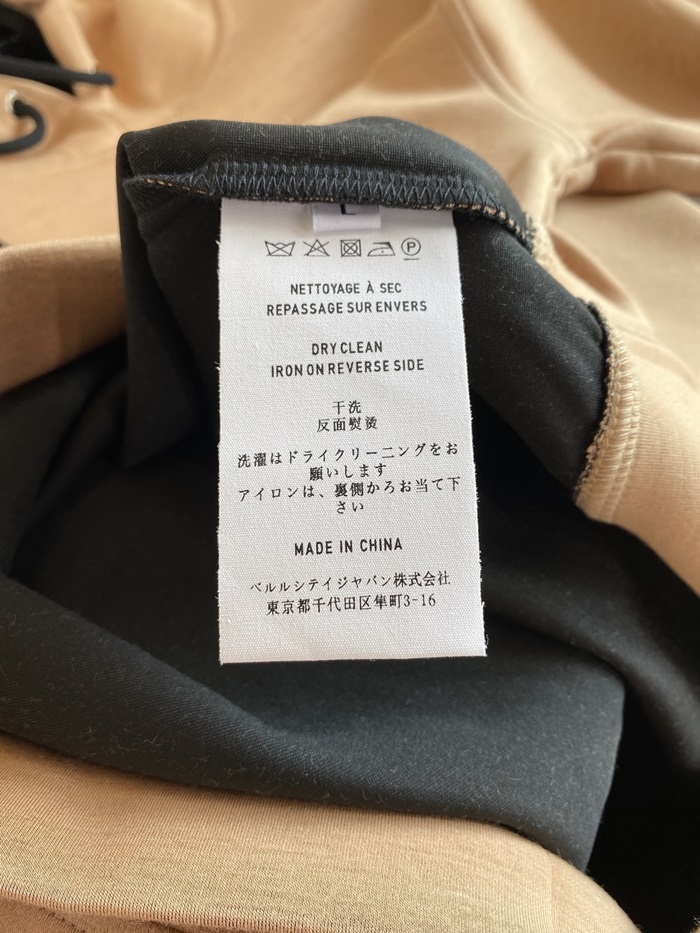 L
P
NETTOYAGE À SEC
REPASSAGE SUR ENVERS
DRY CLEAN
IRON ON REVERSE SIDE
干洗
反面熨烫
洗濯はドライクリーニングをお
願いします
アイロンは、裏側かろお当て下
さい
MADE IN CHINA
ベルルシテイジャパン株式会社
東京都千代田区隼町3-16